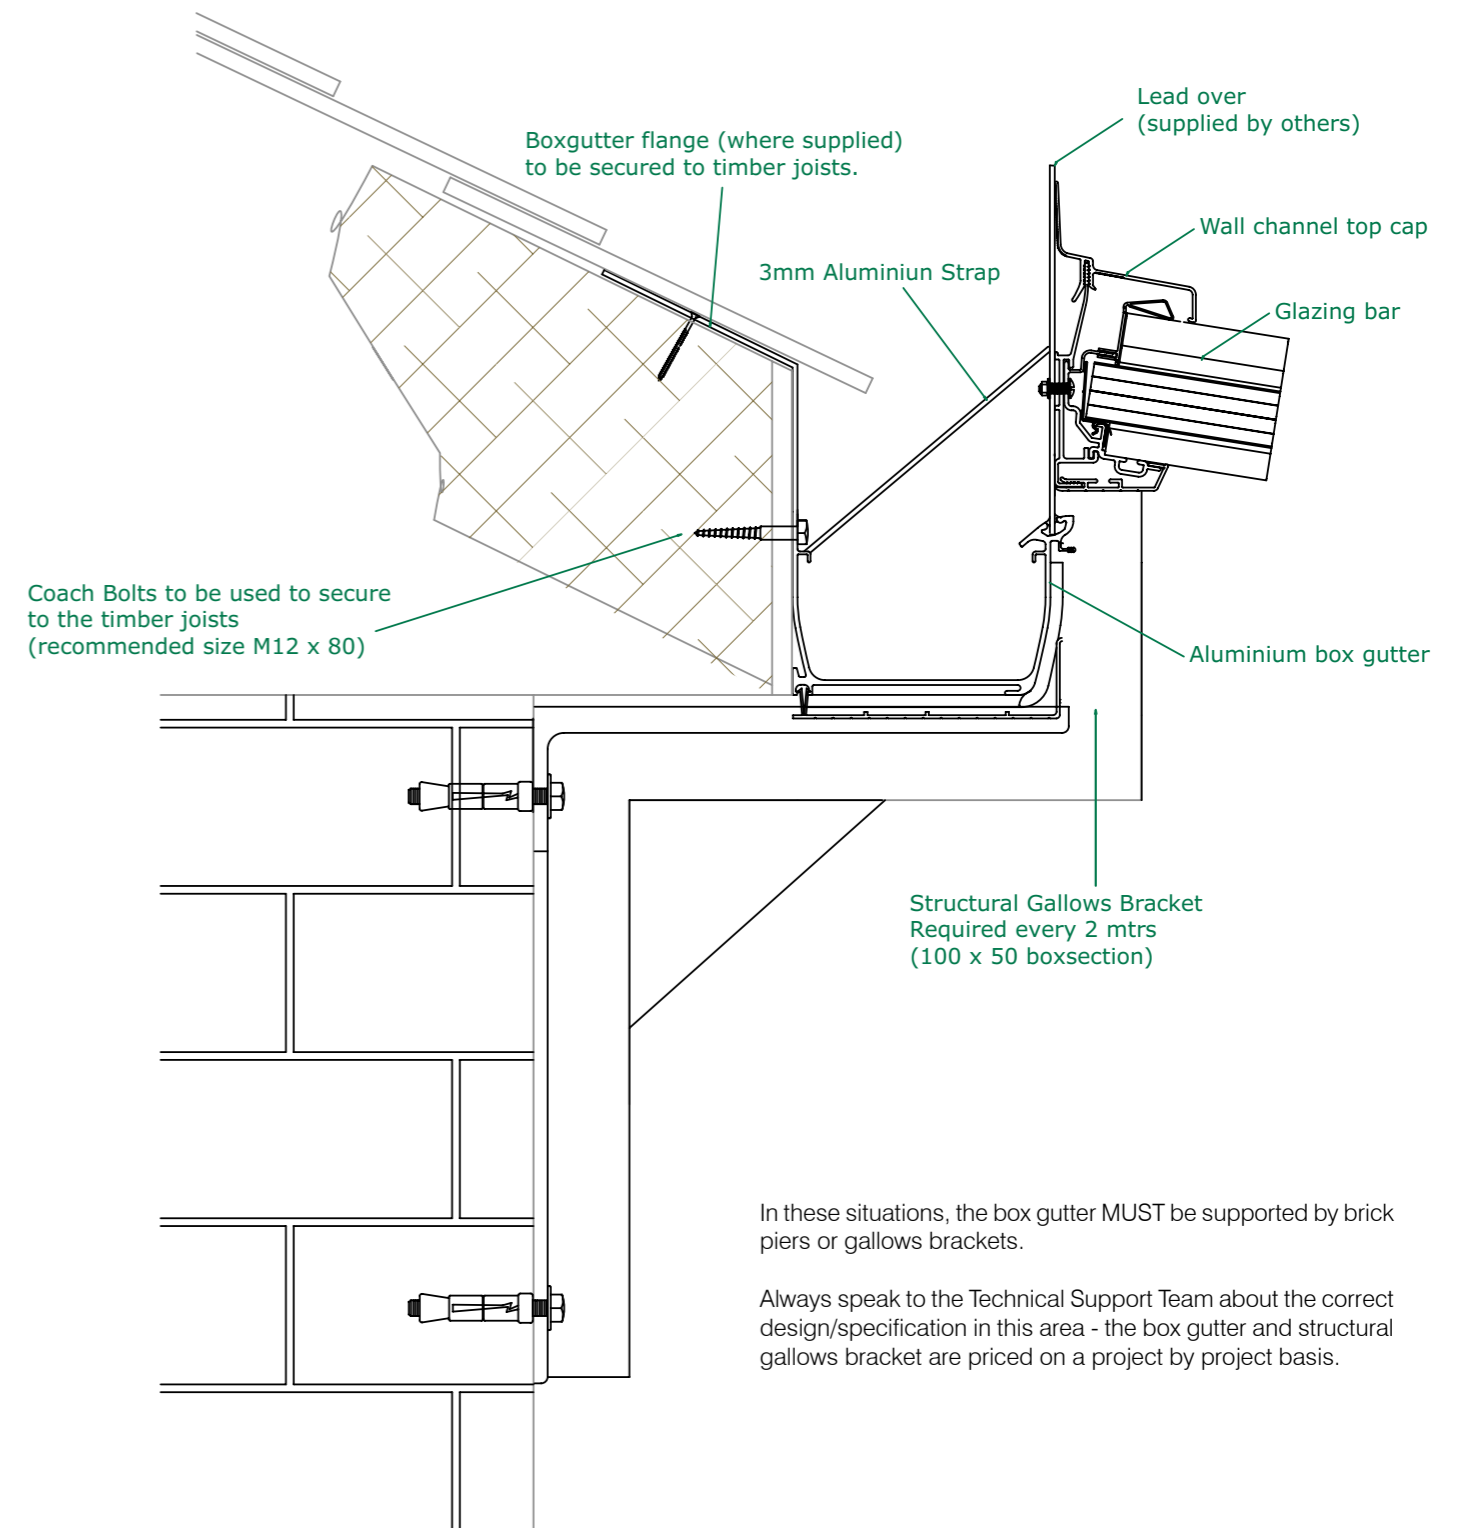 Lead over
(supplied by others)
Boxgutter flange (where supplied)
to be secured to timber joists.
Wall channel top cap
3mm Aluminiun Strap
Glazing bar
Coach Bolts to be used to secure
to the timber joists
(recommended size M12 x 80)
Aluminium box gutter
Structural Gallows Bracket
Required every 2 mtrs
(100 x 50 boxsection)
In these situations, the box gutter MUST be supported by brick
piers or gallows brackets.
Always speak to the Technical Support Team about the correct
design/specification in this area - the box gutter and structural
gallows bracket are priced on a project by project basis.